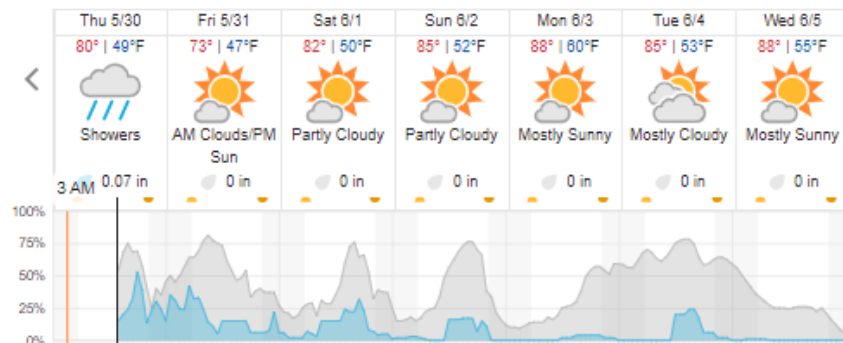 Thu 5/30 Fri 5/31 Sat 6/1 Sun 6/2 Mon 6/3 Tue 6/4 Wed 6/5
80° | 49°F 73° | 47°F 82° | 50°F 85° | 52°F 88° | 60°F 85° | 53°F 88° | 55°F
Showers AM Clouds/PM Sun Partly Cloudy Partly Cloudy Mostly Sunny Mostly Cloudy Mostly Sunny
0.07 in 0 in 0 in 0 in 0 in 0 in 0 in
3 AM
100%
75%
50%
25%
0%